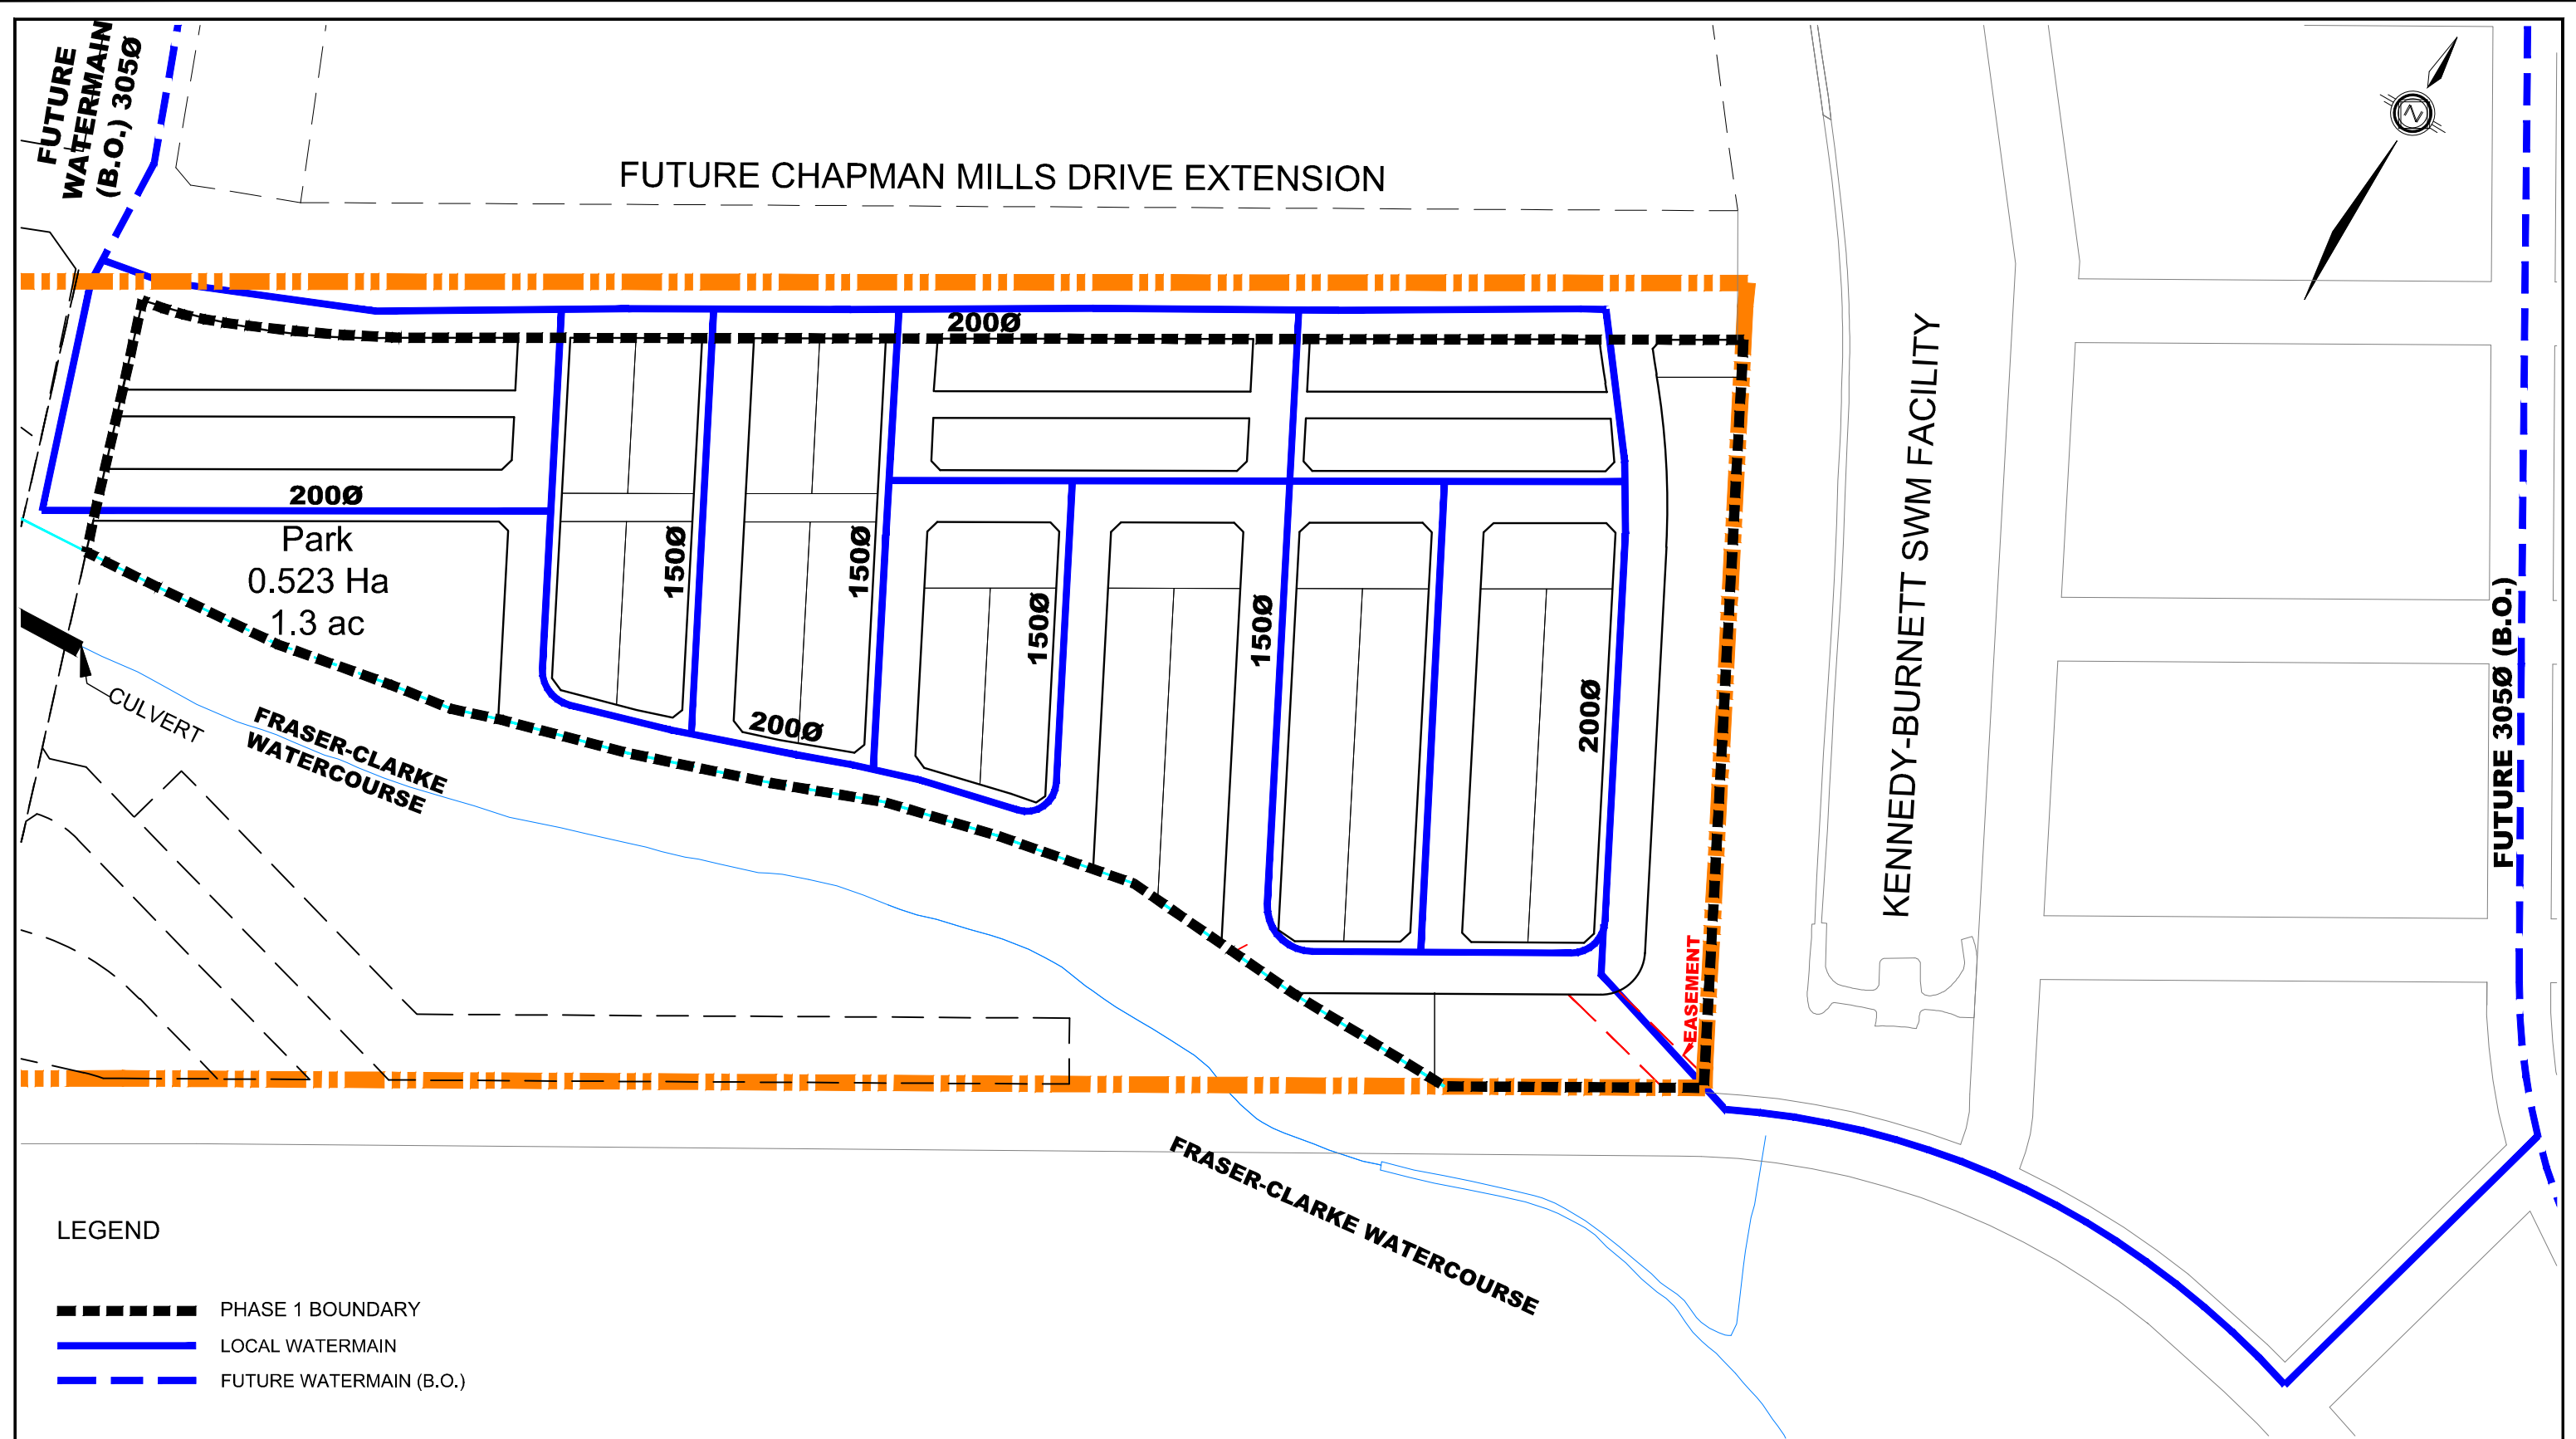 FUTURE
WATERMAIN
(B.O.) 305Ø
FUTURE CHAPMAN MILLS DRIVE EXTENSION
N
200Ø
200Ø
Park
0.523 Ha
1.3 ac
150Ø
150Ø
150Ø
150Ø
200Ø
200Ø
KENNEDY-BURNETT SWM FACILITY
FUTURE 305Ø (B.O.)
CULVERT
FRASER-CLARKE
WATERCOURSE
EASEMENT
FRASER-CLARKE WATERCOURSE
LEGEND
PHASE 1 BOUNDARY
LOCAL WATERMAIN
FUTURE WATERMAIN (B.O.)